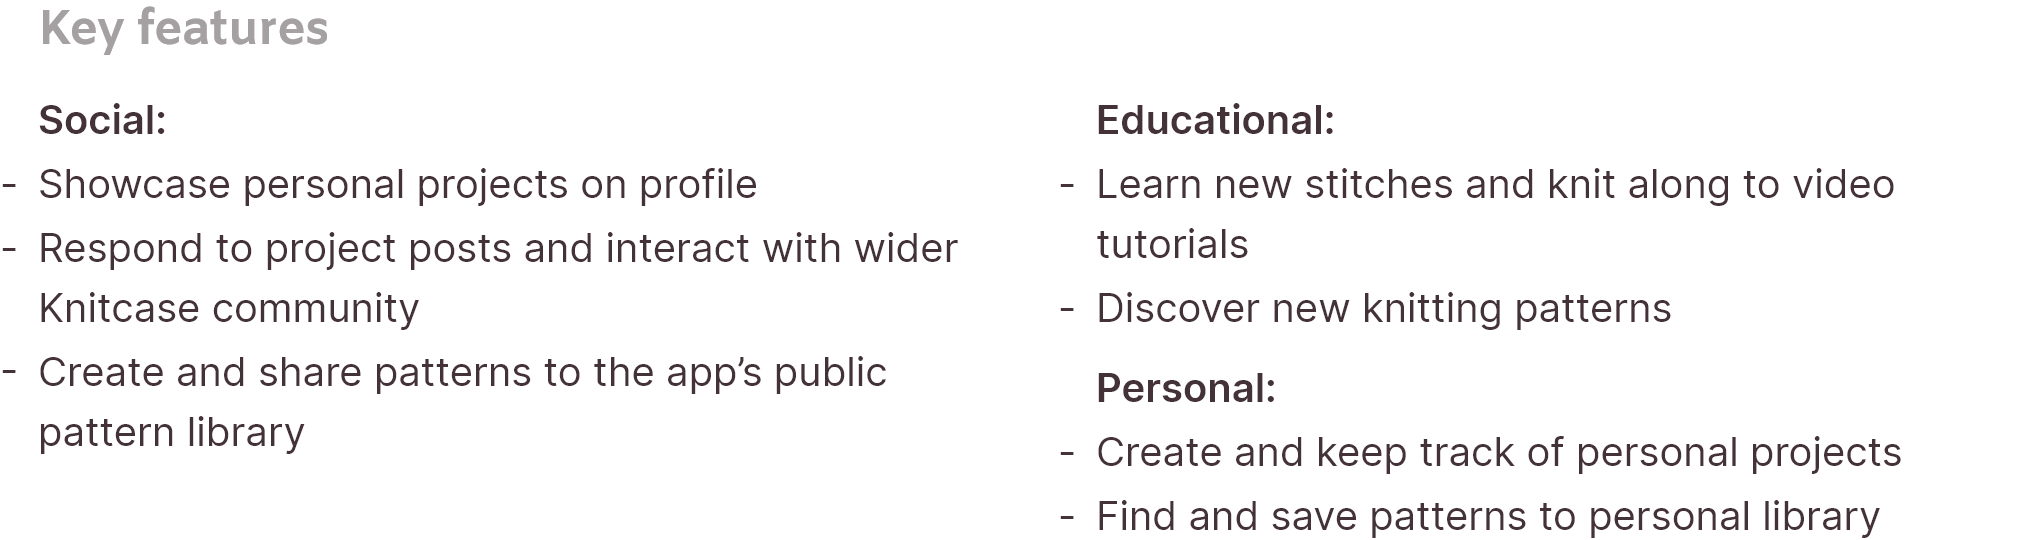 Key features
Social:
- Showcase personal projects on profile
- Respond to project posts and interact with wider
Knitcase community
- Create and share patterns to the app’s public
pattern library
Educational:
- Learn new stitches and knit along to video
tutorials
- Discover new knitting patterns
Personal:
- Create and keep track of personal projects
- Find and save patterns to personal library